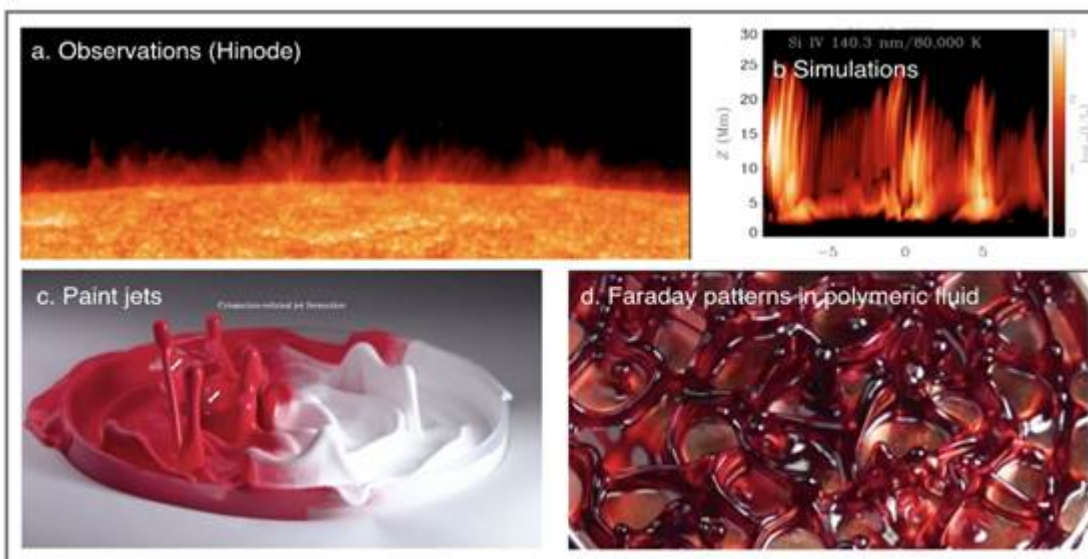 a. Observations (Hinode)
Si IV 140.3 nm/80,000 K
b Simulations
30
25
20
15
10
5
0
Z (Mm)
−5
0
5
c. Paint jets
d. Faraday patterns in polymeric fluid